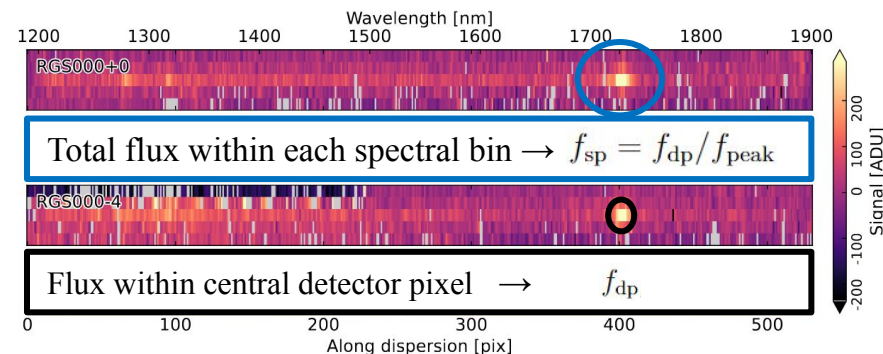 Wavelength [nm]
1200 1300 1400 1500 1600 1700 1800 1900
RGS000+0
Total flux within each spectral bin → f_sp = f_dp/f_peak
RGS000-4
Flux within central detector pixel → f_dp
0 100 200 300 400 500
Along dispersion [pix]
200
100
0
-100
-200
Signal [ADU]